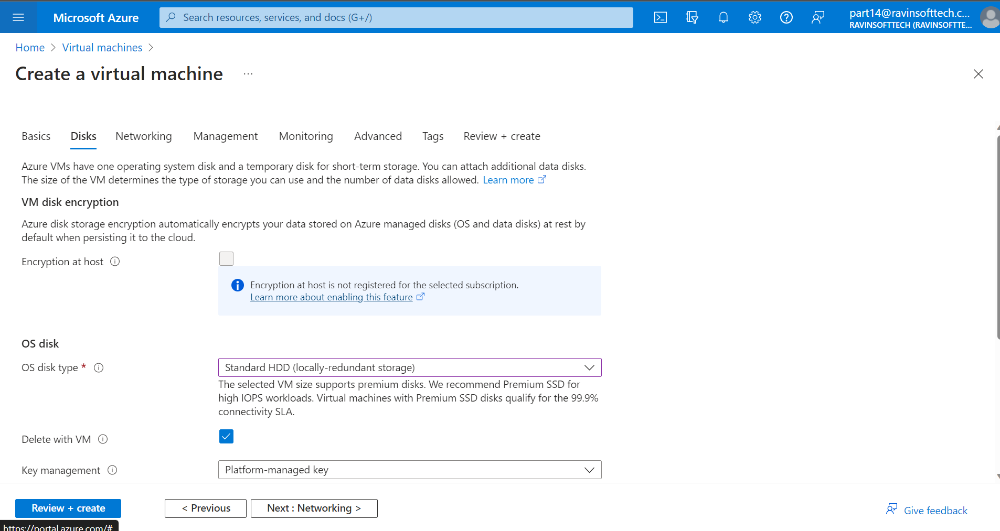 Microsoft Azure
Search resources, services, and docs (G+/)
part14@ravinsofttech.c...
RAVINSOFTTECH (RAVINSOFTTE...
Home > Virtual machines >
Create a virtual machine ...
Basics Disks Networking Management Monitoring Advanced Tags Review + create
Azure VMs have one operating system disk and a temporary disk for short-term storage. You can attach additional data disks.
The size of the VM determines the type of storage you can use and the number of data disks allowed. Learn more
VM disk encryption
Azure disk storage encryption automatically encrypts your data stored on Azure managed disks (OS and data disks) at rest by
default when persisting it to the cloud.
Encryption at host
Encryption at host is not registered for the selected subscription.
Learn more about enabling this feature
OS disk
OS disk type * Standard HDD (locally-redundant storage)
The selected VM size supports premium disks. We recommend Premium SSD for
high IOPS workloads. Virtual machines with Premium SSD disks qualify for the 99.9%
connectivity SLA.
Delete with VM
Key management Platform-managed key
Review + create < Previous Next : Networking > Give feedback
https://portal.azure.com/#